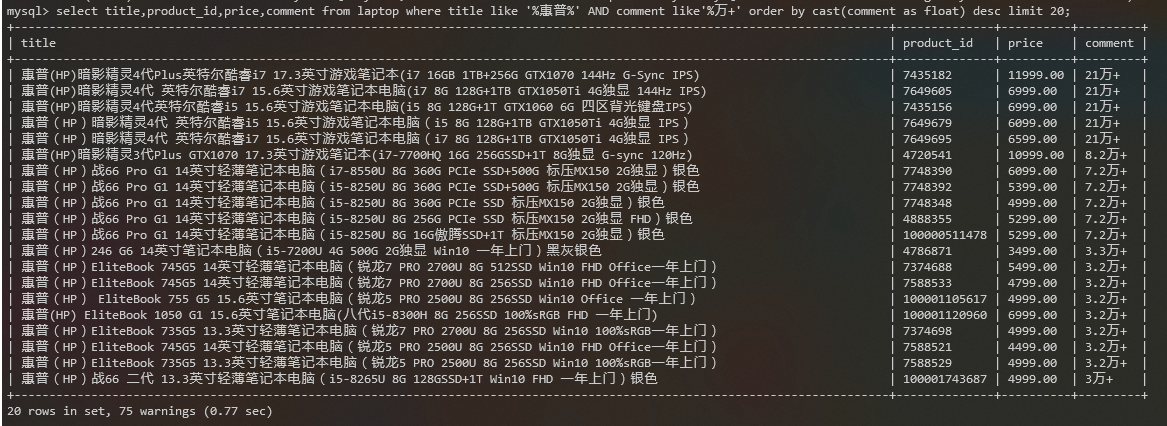 mysql> select title,product_id,price,comment from laptop where title like '%惠普%' AND comment like'%万+' order by cast(comment as float) desc limit 20;
| title | product_id | price | comment |
| 惠普(HP)暗影精灵4代Plus英特尔酷睿i7 17.3英寸游戏笔记本(i7 16GB 1TB+256G GTX1070 144Hz G-Sync IPS) | 7435182 | 11999.00 | 21万+ |
| 惠普(HP)暗影精灵4代 英特尔酷睿i7 15.6英寸游戏笔记本电脑(i7 8G 128G+1TB GTX1050Ti 4G独显 144Hz IPS) | 7649605 | 6999.00 | 21万+ |
| 惠普(HP)暗影精灵4代英特尔酷睿i5 15.6英寸游戏笔记本电脑(i5 8G 128G+1T GTX1060 6G 四区背光键盘IPS) | 7435156 | 6999.00 | 21万+ |
| 惠普（HP）暗影精灵4代 英特尔酷睿i5 15.6英寸游戏笔记本电脑（i5 8G 128G+1TB GTX1050Ti 4G独显 IPS） | 7649679 | 6099.00 | 21万+ |
| 惠普（HP）暗影精灵4代 英特尔酷睿i7 15.6英寸游戏笔记本电脑（i7 8G 128G+1TB GTX1050Ti 4G独显 IPS） | 7649695 | 6599.00 | 21万+ |
| 惠普(HP)暗影精灵3代Plus GTX1070 17.3英寸游戏笔记本(i7-7700HQ 16G 256GSSD+1T 8G独显 G-sync 120Hz) | 4720541 | 10999.00 | 8.2万+ |
| 惠普（HP）战66 Pro G1 14英寸轻薄笔记本电脑（i7-8550U 8G 360G PCIe SSD+500G 标压MX150 2G独显）银色 | 7748390 | 6099.00 | 7.2万+ |
| 惠普（HP）战66 Pro G1 14英寸轻薄笔记本电脑（i5-8250U 8G 360G PCIe SSD+500G 标压MX150 2G独显）银色 | 7748392 | 5399.00 | 7.2万+ |
| 惠普（HP）战66 Pro G1 14英寸轻薄笔记本电脑（i5-8250U 8G 360G PCIe SSD 标压MX150 2G独显）银色 | 7748348 | 4999.00 | 7.2万+ |
| 惠普（HP）战66 Pro G1 14英寸轻薄笔记本电脑（i5-8250U 8G 256G PCIe SSD 标压MX150 2G独显 FHD）银色 | 4888355 | 5299.00 | 7.2万+ |
| 惠普（HP）战66 Pro G1 14英寸轻薄笔记本电脑（i5-8250U 8G 16G傲腾SSD+1T 标压MX150 2G独显）银色 | 100000511478 | 5299.00 | 7.2万+ |
| 惠普（HP）246 G6 14英寸笔记本电脑（i5-7200U 4G 500G 2G独显 Win10 一年上门）黑灰银色 | 4786871 | 3499.00 | 3.3万+ |
| 惠普（HP）EliteBook 745G5 14英寸轻薄笔记本电脑（锐龙7 PRO 2700U 8G 512SSD Win10 FHD Office一年上门） | 7374688 | 5499.00 | 3.2万+ |
| 惠普（HP）EliteBook 745G5 14英寸轻薄笔记本电脑（锐龙7 PRO 2700U 8G 256SSD Win10 FHD Office一年上门） | 7588533 | 4799.00 | 3.2万+ |
| 惠普（HP） EliteBook 755 G5 15.6英寸笔记本电脑（锐龙5 PRO 2500U 8G 256SSD Win10 Office 一年上门） | 100001105617 | 4999.00 | 3.2万+ |
| 惠普(HP) EliteBook 1050 G1 15.6英寸笔记本电脑(八代i5-8300H 8G 256SSD 100%sRGB FHD 一年上门) | 100001120960 | 6999.00 | 3.2万+ |
| 惠普（HP）EliteBook 735G5 13.3英寸轻薄笔记本电脑（锐龙7 PRO 2700U 8G 256SSD Win10 100%sRGB一年上门） | 7374698 | 4999.00 | 3.2万+ |
| 惠普（HP）EliteBook 745G5 14英寸轻薄笔记本电脑（锐龙5 PRO 2500U 8G 256SSD Win10 FHD Office一年上门） | 7588521 | 4499.00 | 3.2万+ |
| 惠普（HP）EliteBook 735G5 13.3英寸轻薄笔记本电脑（锐龙5 PRO 2500U 8G 256SSD Win10 100%sRGB一年上门） | 7588529 | 4999.00 | 3.2万+ |
| 惠普（HP）战66 二代 13.3英寸轻薄笔记本电脑（i5-8265U 8G 128GSSD+1T Win10 FHD 一年上门）银色 | 100001743687 | 4999.00 | 3万+ |
20 rows in set, 75 warnings (0.77 sec)